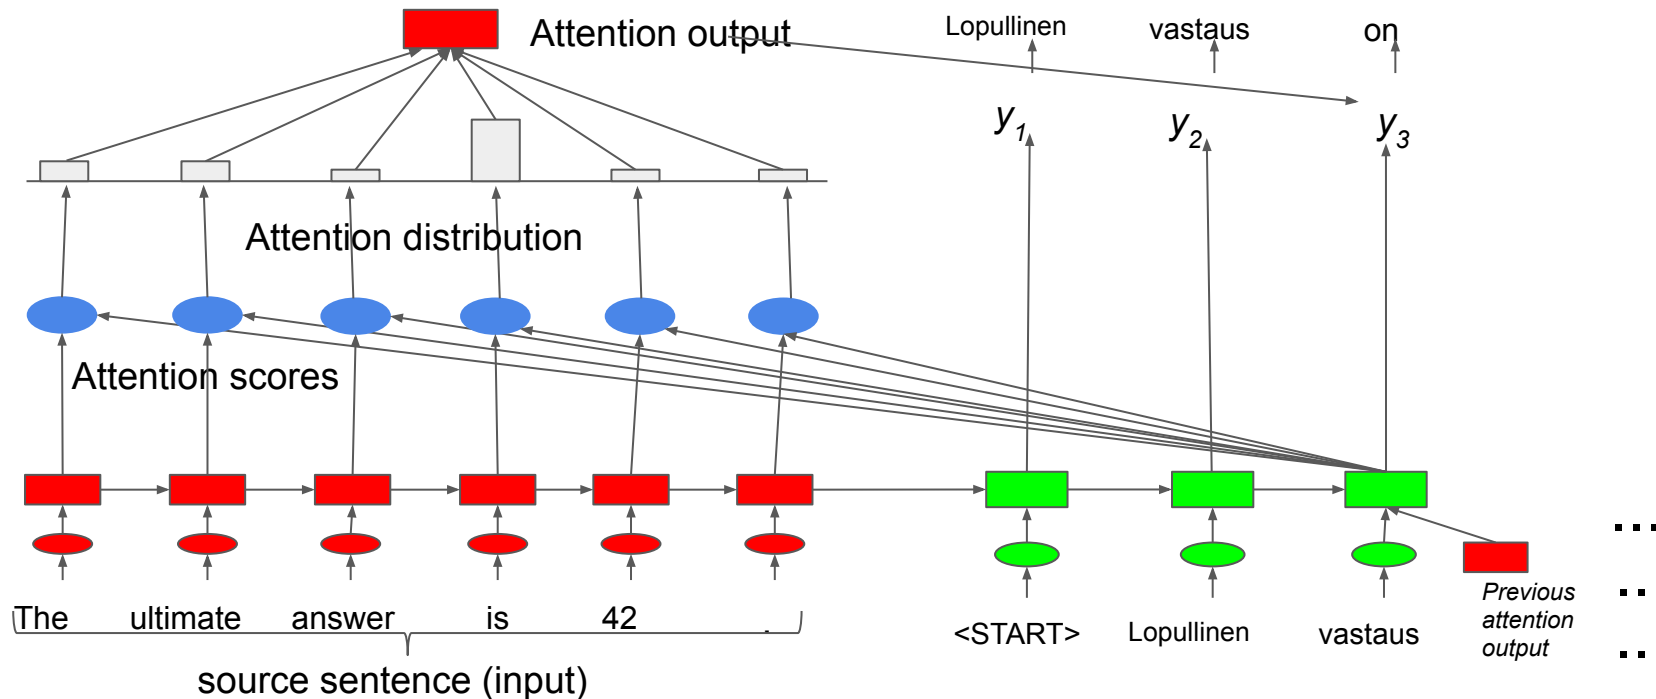 Attention output
Lopullinen vastaus on
y1 y2 y3
Attention distribution
Attention scores
The ultimate answer is 42 .
source sentence (input)
<START> Lopullinen vastaus
Previous
attention
output
...
..
..